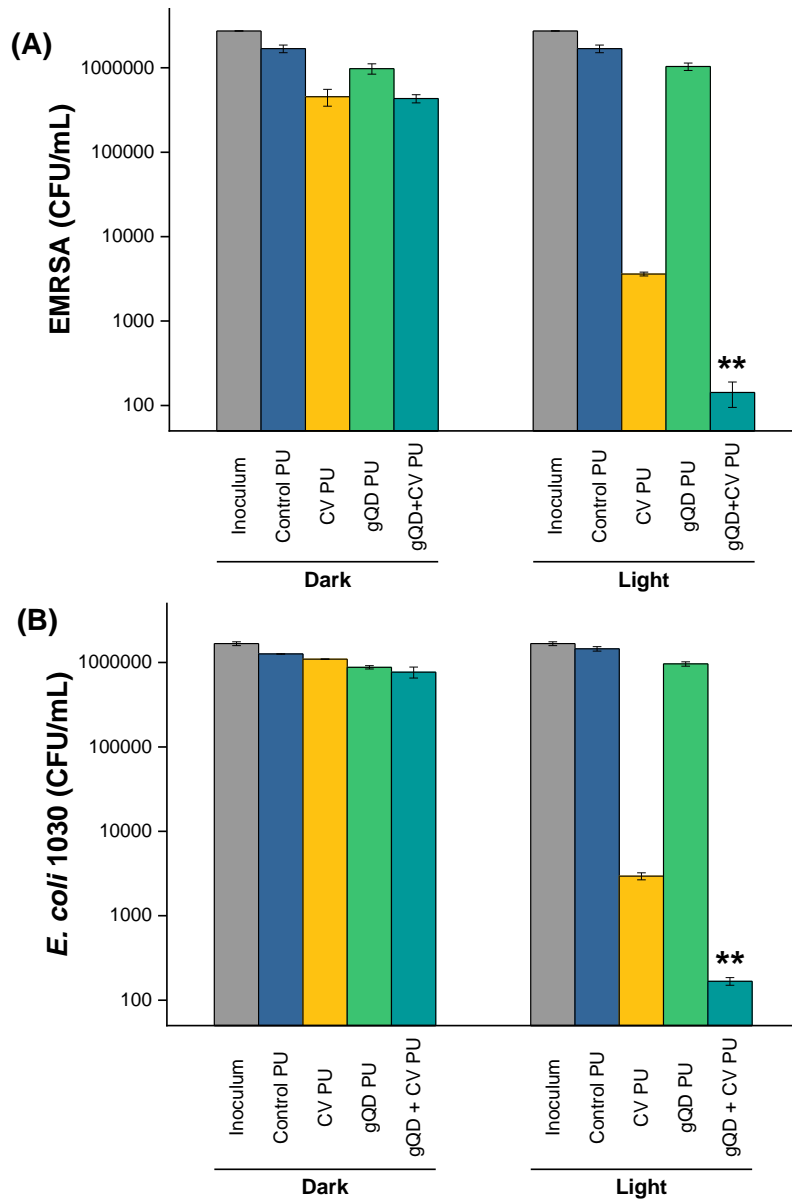 (A)
EMRSA (CFU/mL)
1000000
100000
10000
1000
100
**
Inoculum
Control PU
CV PU
gQD PU
gQD+CV PU
Inoculum
Control PU
CV PU
gQD PU
gQD+CV PU
Dark
Light
(B)
E. coli 1030 (CFU/mL)
1000000
100000
10000
1000
100
**
Inoculum
Control PU
CV PU
gQD PU
gQD + CV PU
Inoculum
Control PU
CV PU
gQD PU
gQD + CV PU
Dark
Light